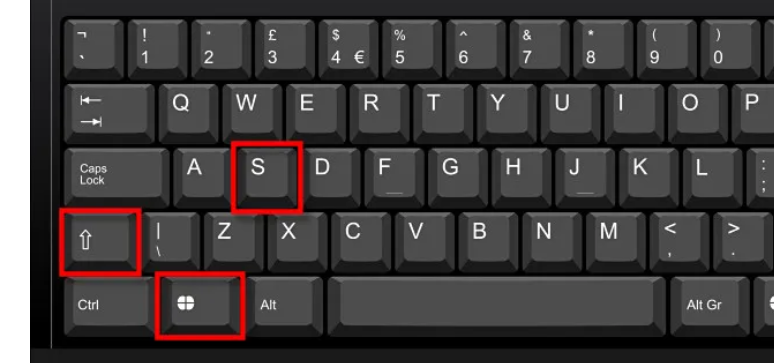 ¬ ! " £ $ % ^ & * ( )
` 1 2 3 4 € 5 6 7 8 9 0
Q W E R T Y U I O P
Caps
Lock
A S D F G H J K L :
;
| Z X C V B N M < >
\ , .
Ctrl Alt Alt Gr